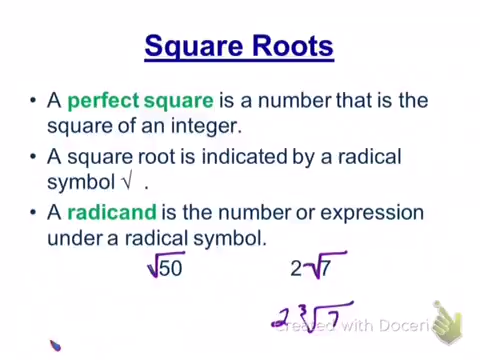 Square Roots
• A perfect square is a number that is the
square of an integer.
• A square root is indicated by a radical
symbol √ .
• A radicand is the number or expression
under a radical symbol.
√50 2√7
2 ∛7
created with Doceri